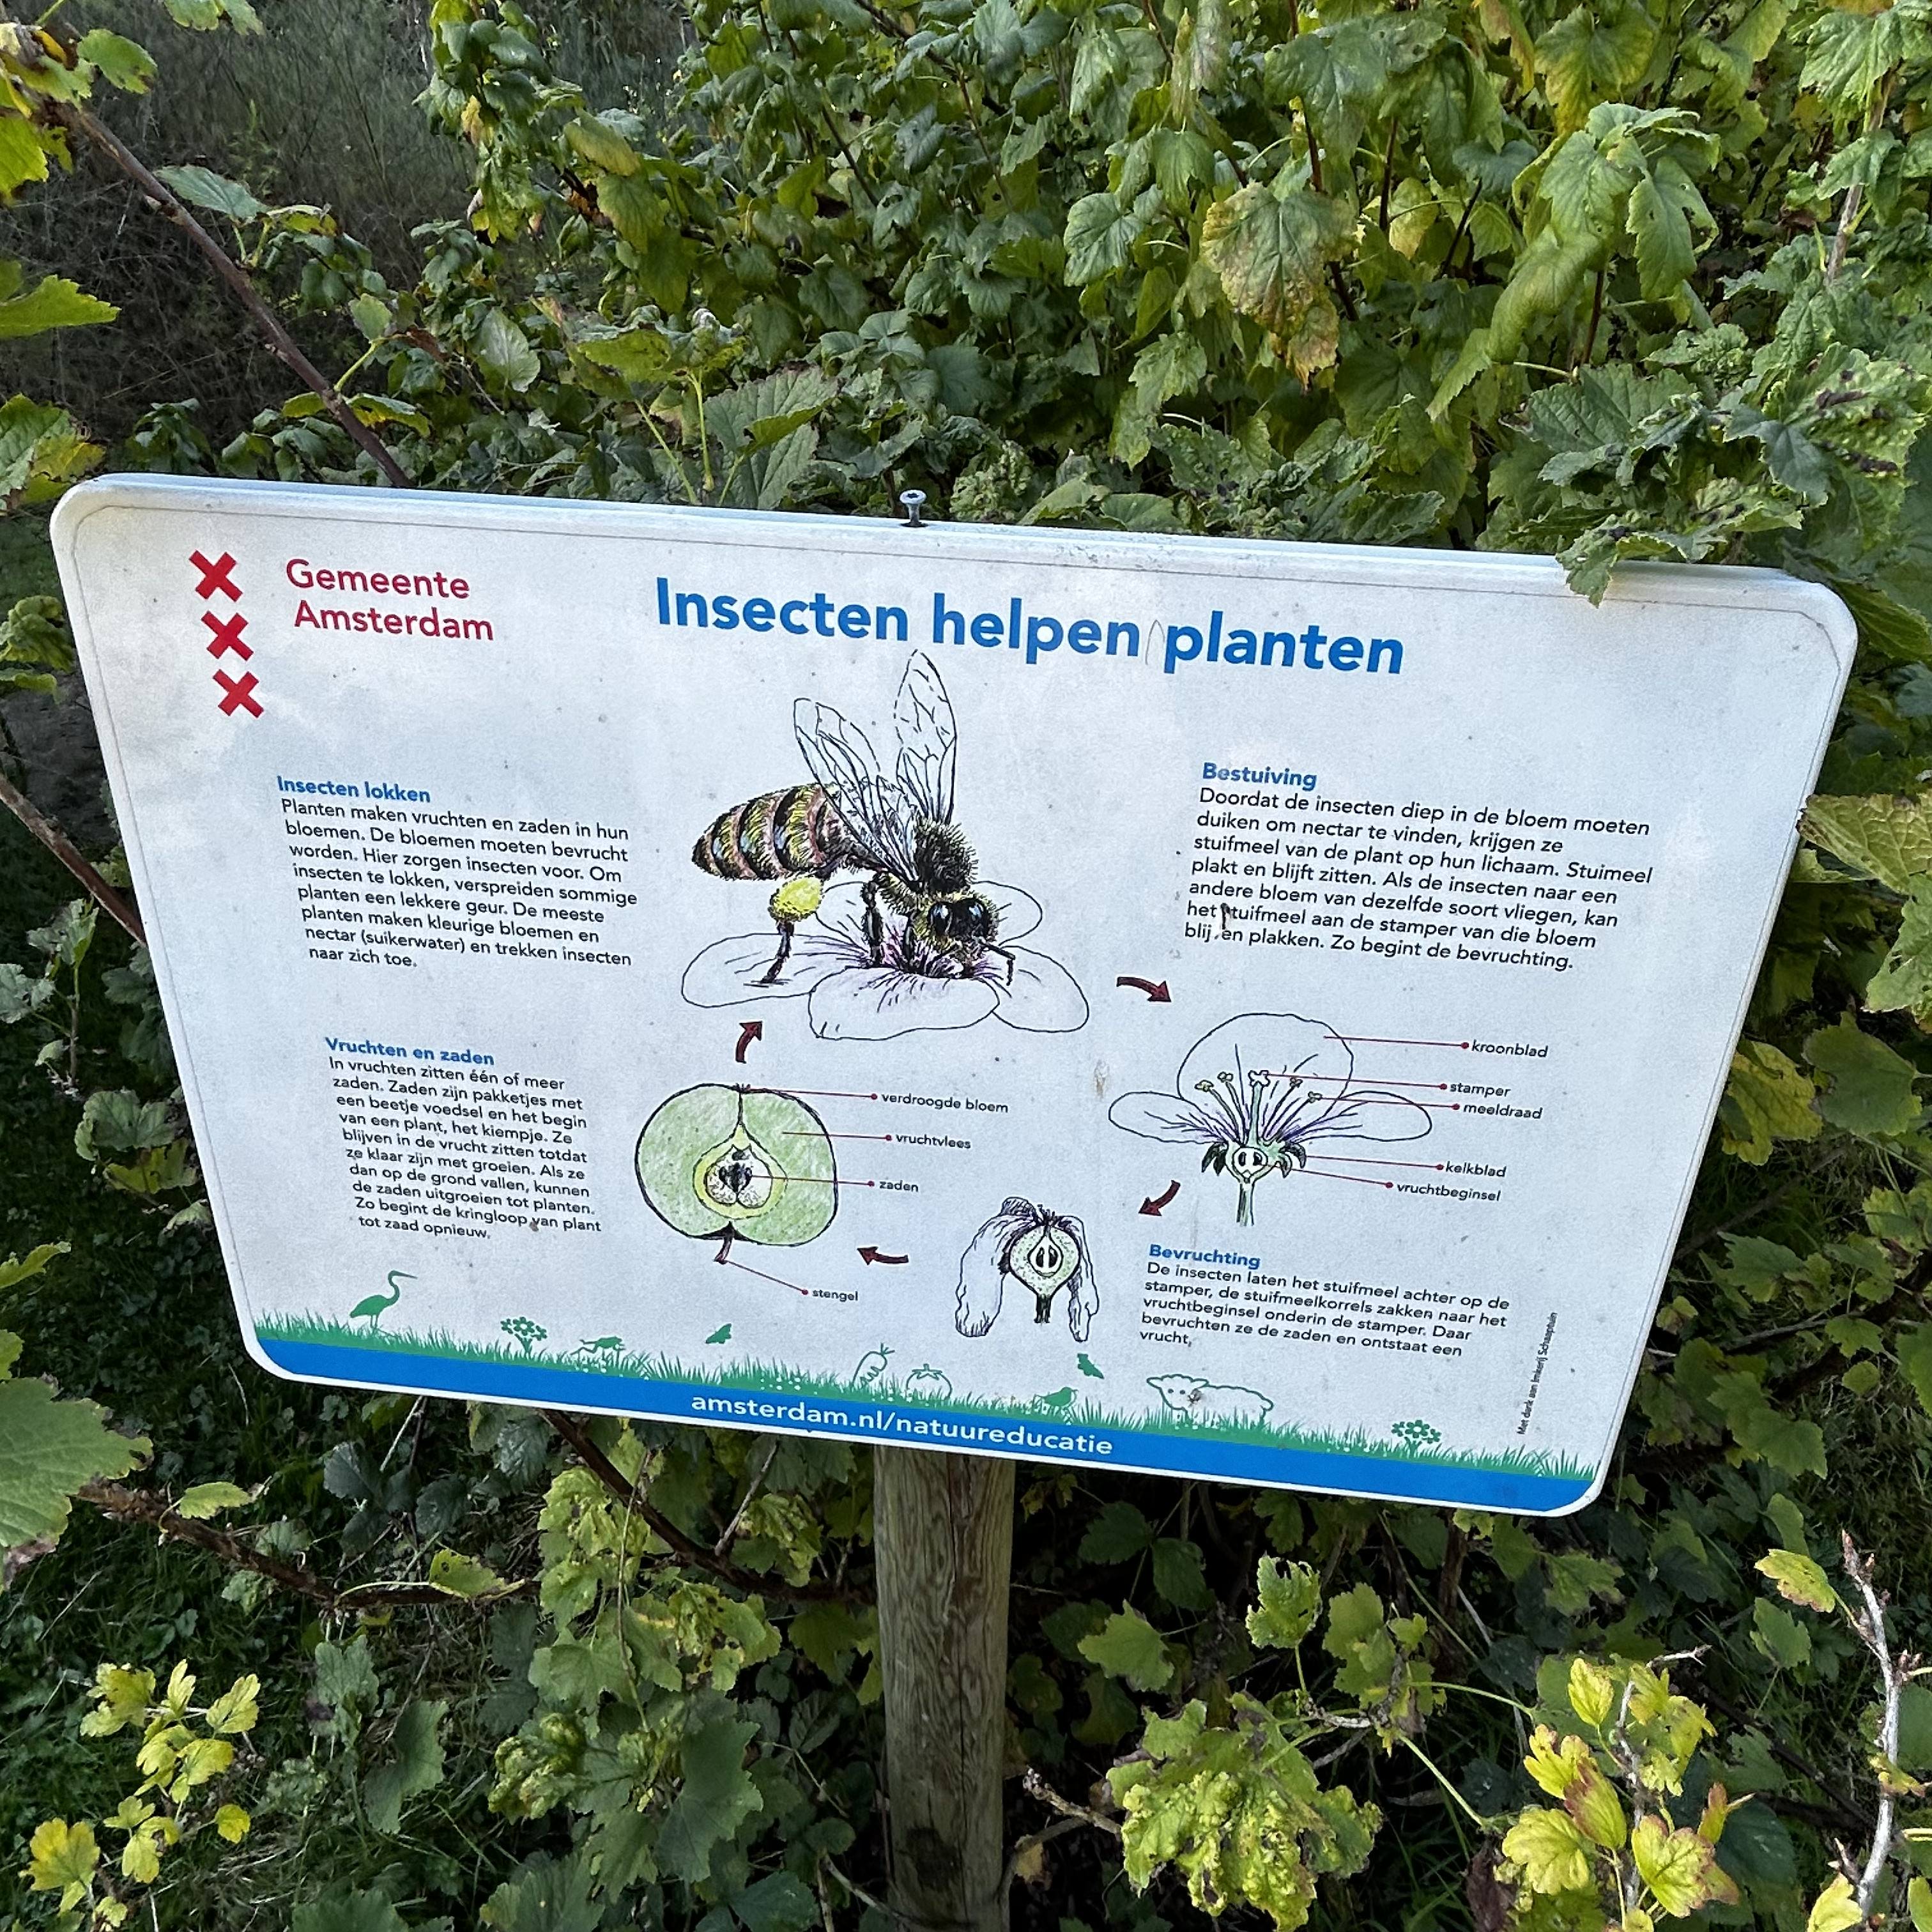 Gemeente
Amsterdam
Insecten helpen planten
Insecten lokken
Planten maken vruchten en zaden in hun
bloemen. De bloemen moeten bevrucht
worden. Hier zorgen insecten voor. Om
insecten te lokken, verspreiden sommige
planten een lekkere geur. De meeste
planten maken kleurige bloemen en
nectar (suikerwater) en trekken insecten
naar zich toe.
Bestuiving
Doordat de insecten diep in de bloem moeten
duiken om nectar te vinden, krijgen ze
stuifmeel van de plant op hun lichaam. Stuimeel
plakt en blijft zitten. Als de insecten naar een
andere bloem van dezelfde soort vliegen, kan
het stuifmeel aan de stamper van die bloem
blijven plakken. Zo begint de bevruchting.
kroonblad
stamper
meeldraad
kelkblad
vruchtbeginsel
Bevruchting
De insecten laten het stuifmeel achter op de
stamper, de stuifmeelkorrels zakken naar het
vruchtbeginsel onderin de stamper. Daar
bevruchten ze de zaden en ontstaat een
vrucht.
Vruchten en zaden
In vruchten zitten één of meer
zaden. Zaden zijn pakketjes met
een beetje voedsel en het begin
van een plant, het kiempje. Ze
blijven in de vrucht zitten totdat
ze klaar zijn met groeien. Als ze
dan op de grond vallen, kunnen
de zaden uitgroeien tot planten.
Zo begint de kringloop van plant
tot zaad opnieuw.
verdroogde bloem
vruchtvlees
zaden
stengel
Met dank aan Imkerij Schaapbuin
amsterdam.nl/natuureducatie